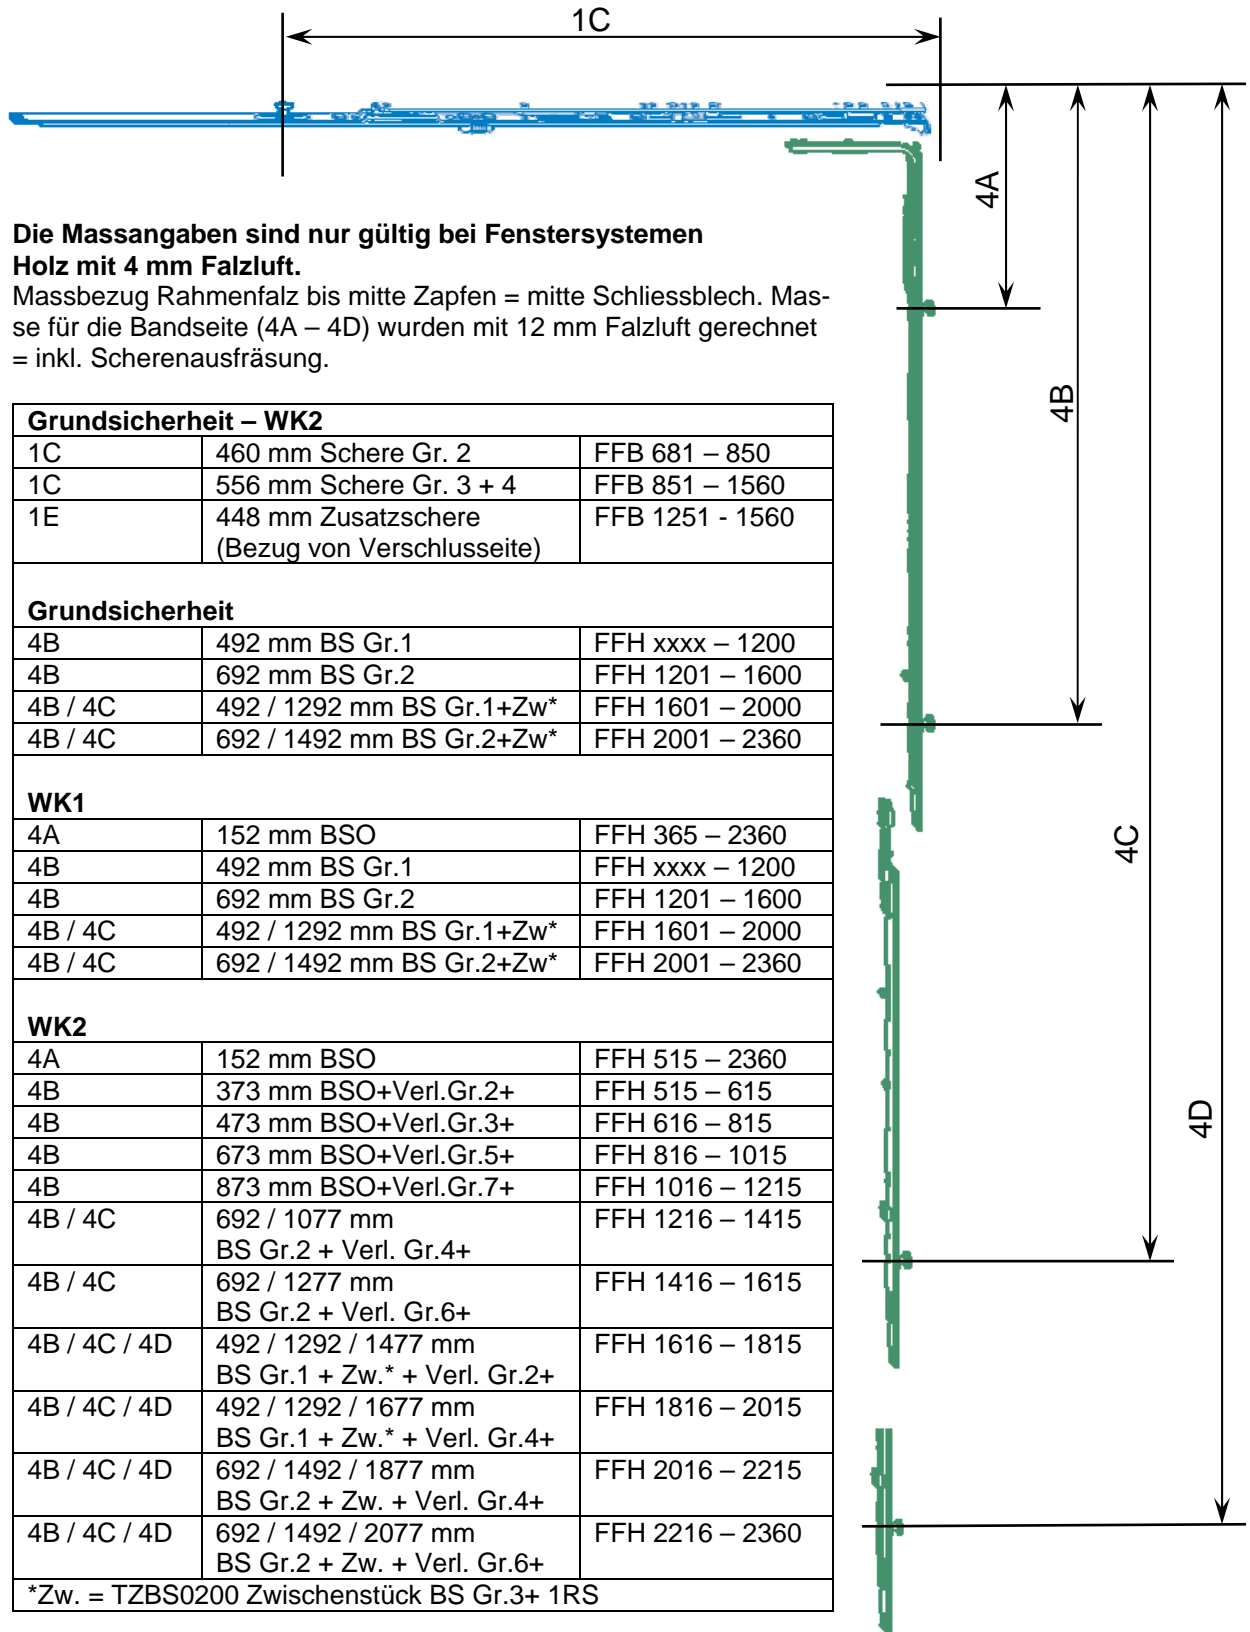 1C
4A
4B
4C
4D
Die Massangaben sind nur gültig bei Fenstersystemen
Holz mit 4 mm Falzluft.
Massbezug Rahmenfalz bis mitte Zapfen = mitte Schliessblech. Mas-
se für die Bandseite (4A – 4D) wurden mit 12 mm Falzluft gerechnet
= inkl. Scherenausfräsung.
Grundsicherheit – WK2
1C 460 mm Schere Gr. 2 FFB 681 – 850
1C 556 mm Schere Gr. 3 + 4 FFB 851 – 1560
1E 448 mm Zusatzschere FFB 1251 - 1560
(Bezug von Verschlusseite)
Grundsicherheit
4B 492 mm BS Gr.1 FFH xxxx – 1200
4B 692 mm BS Gr.2 FFH 1201 – 1600
4B / 4C 492 / 1292 mm BS Gr.1+Zw* FFH 1601 – 2000
4B / 4C 692 / 1492 mm BS Gr.2+Zw* FFH 2001 – 2360
WK1
4A 152 mm BSO FFH 365 – 2360
4B 492 mm BS Gr.1 FFH xxxx – 1200
4B 692 mm BS Gr.2 FFH 1201 – 1600
4B / 4C 492 / 1292 mm BS Gr.1+Zw* FFH 1601 – 2000
4B / 4C 692 / 1492 mm BS Gr.2+Zw* FFH 2001 – 2360
WK2
4A 152 mm BSO FFH 515 – 2360
4B 373 mm BSO+Verl.Gr.2+ FFH 515 – 615
4B 473 mm BSO+Verl.Gr.3+ FFH 616 – 815
4B 673 mm BSO+Verl.Gr.5+ FFH 816 – 1015
4B 873 mm BSO+Verl.Gr.7+ FFH 1016 – 1215
4B / 4C 692 / 1077 mm FFH 1216 – 1415
BS Gr.2 + Verl. Gr.4+
4B / 4C 692 / 1277 mm FFH 1416 – 1615
BS Gr.2 + Verl. Gr.6+
4B / 4C / 4D 492 / 1292 / 1477 mm FFH 1616 – 1815
BS Gr.1 + Zw.* + Verl. Gr.2+
4B / 4C / 4D 492 / 1292 / 1677 mm FFH 1816 – 2015
BS Gr.1 + Zw.* + Verl. Gr.4+
4B / 4C / 4D 692 / 1492 / 1877 mm FFH 2016 – 2215
BS Gr.2 + Zw. + Verl. Gr.4+
4B / 4C / 4D 692 / 1492 / 2077 mm FFH 2216 – 2360
BS Gr.2 + Zw. + Verl. Gr.6+
*Zw. = TZBS0200 Zwischenstück BS Gr.3+ 1RS